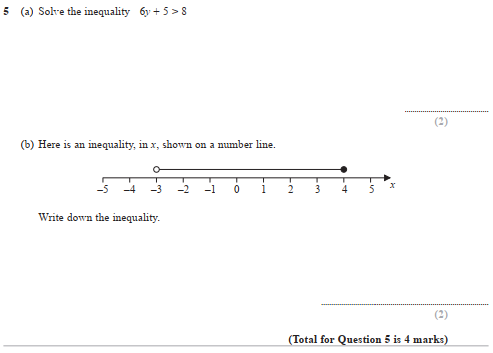 5 (a) Solve the inequality 6y + 5 > 8
(2)
(b) Here is an inequality, in x, shown on a number line.
–5 –4 –3 –2 –1 0 1 2 3 4 5 x
Write down the inequality.
(2)
(Total for Question 5 is 4 marks)